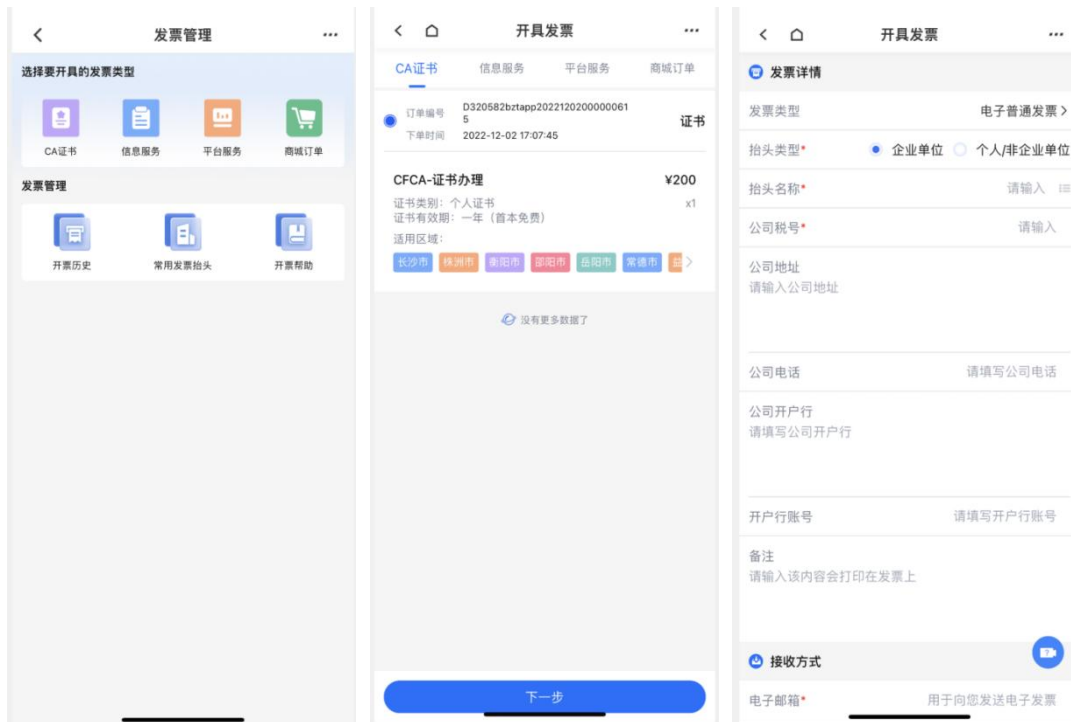 发票管理
选择要开具的发票类型
CA证书
信息服务
平台服务
商城订单
发票管理
开票历史
常用发票抬头
开票帮助
开具发票
CA证书
信息服务
平台服务
商城订单
订单编号 D320582bztapp2022120200000061
5
证书
下单时间 2022-12-02 17:07:45
CFCA-证书办理 ¥200
证书类别：个人证书 x1
证书有效期：一年（首本免费）
适用区域：
长沙市 株洲市 衡阳市 邵阳市 岳阳市 常德市
没有更多数据了
下一步
开具发票
发票详情
发票类型 电子普通发票
抬头类型* 企业单位 个人/非企业单位
抬头名称* 请输入
公司税号* 请输入
公司地址
请输入公司地址
公司电话 请填写公司电话
公司开户行
请填写公司开户行
开户行账号 请填写开户行账号
备注
请输入该内容会打印在发票上
接收方式
电子邮箱* 用于向您发送电子发票